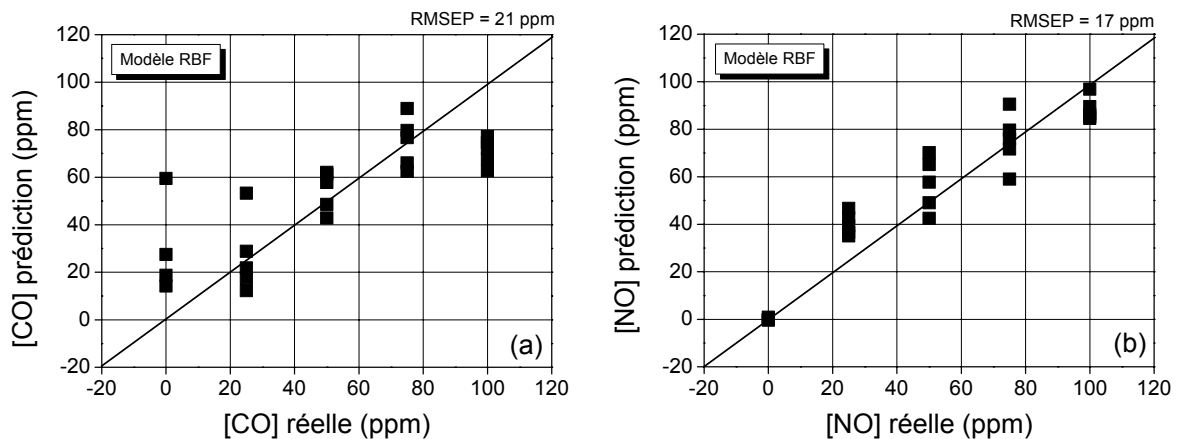 RMSEP = 21 ppm
Modèle RBF
[CO] prédiction (ppm)
120
100
80
60
40
20
0
-20
(a)
-20 0 20 40 60 80 100 120
[CO] réelle (ppm)
RMSEP = 17 ppm
Modèle RBF
[NO] prédiction (ppm)
120
100
80
60
40
20
0
-20
(b)
-20 0 20 40 60 80 100 120
[NO] réelle (ppm)